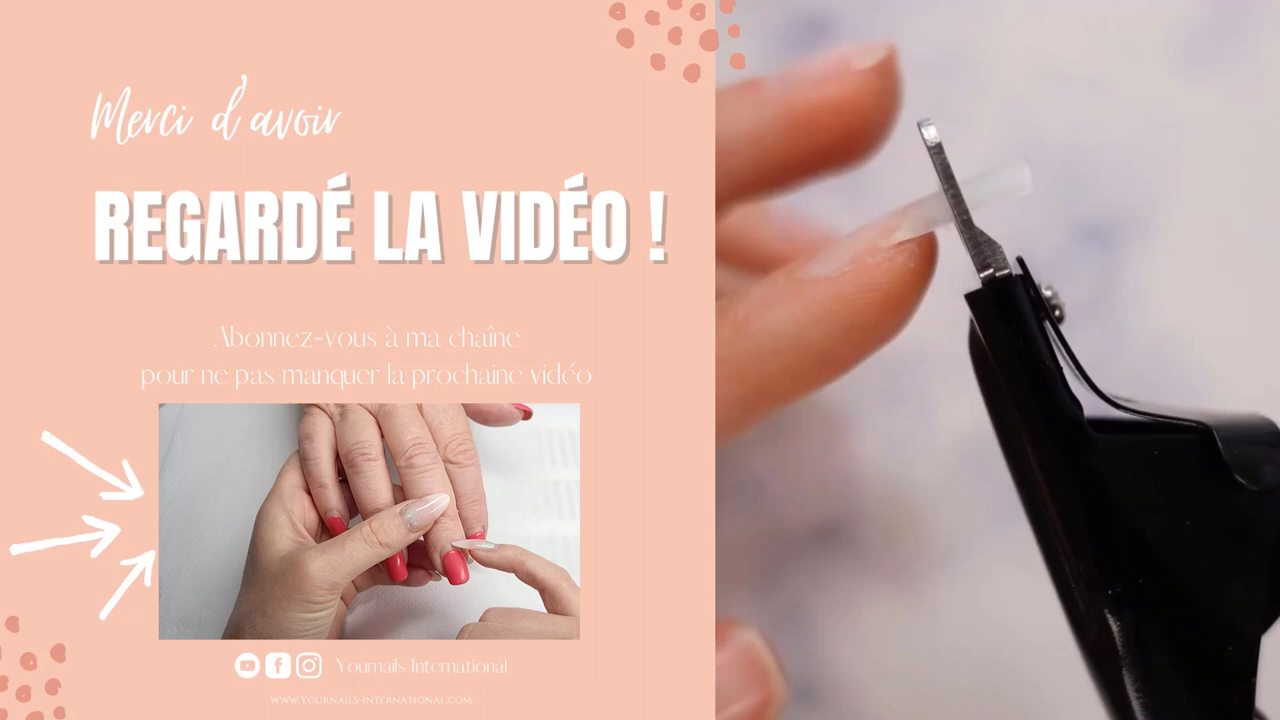 Merci d'avoir
REGARDÉ LA VIDÉO !
Abonnez-vous à ma chaîne
pour ne pas manquer la prochaine vidéo
Yournails International
WWW.YOURNAILS-INTERNATIONAL.COM